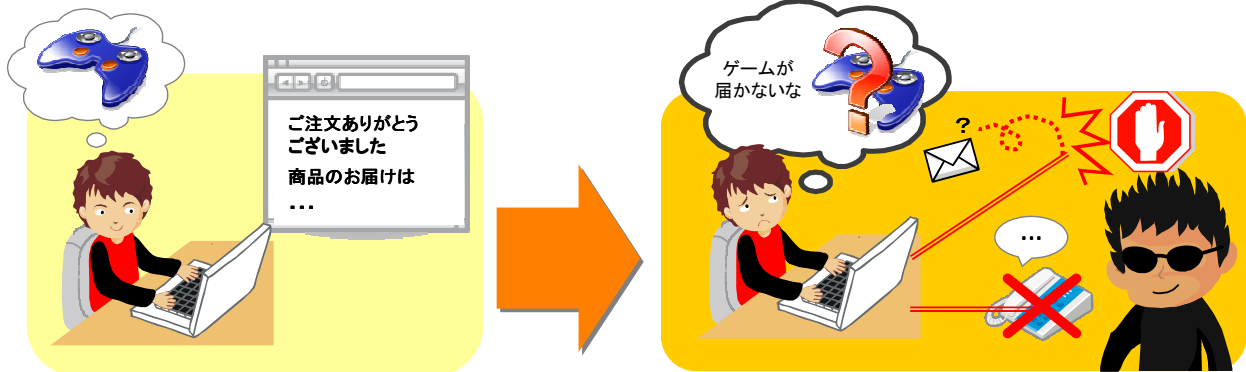 ご注文ありがとう
ございました
商品のお届けは
...
ゲームが
届かないな
?
?
...